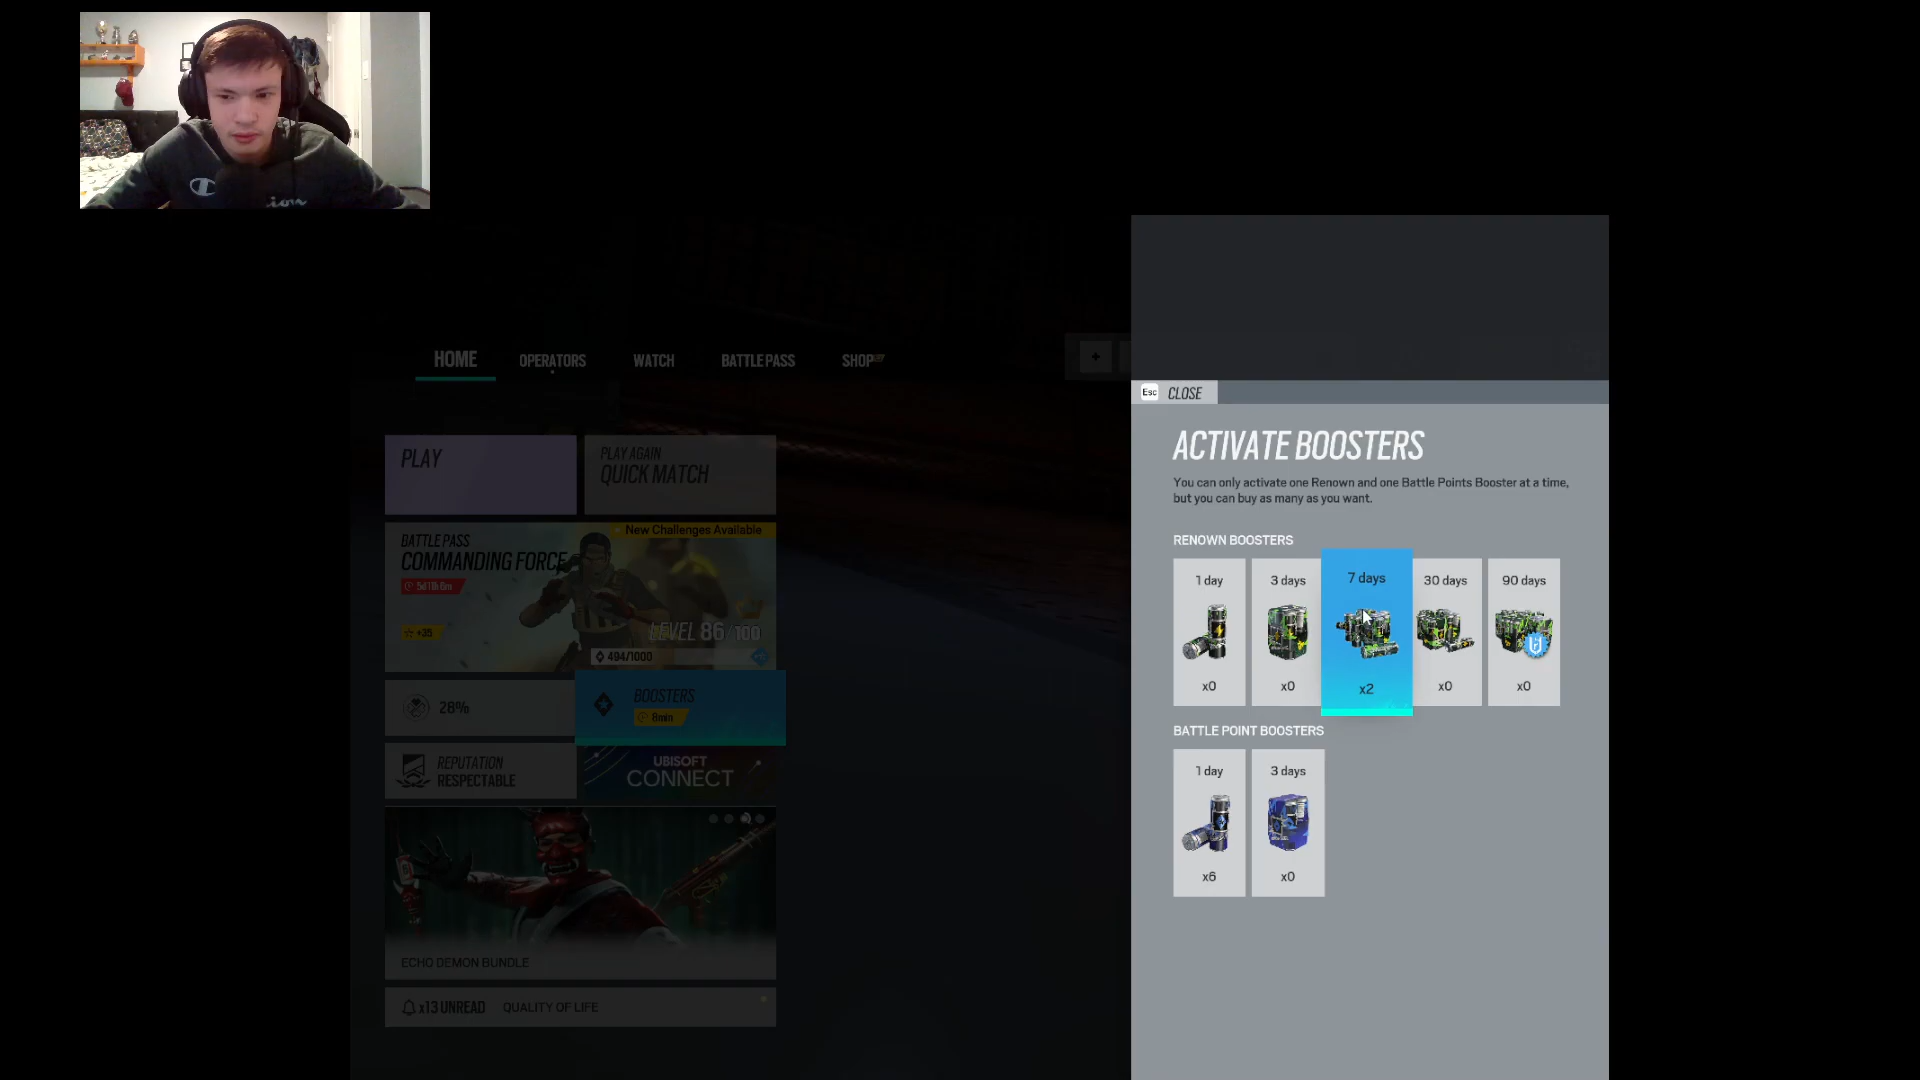 HOME
OPERATORS
WATCH
BATTLE PASS
SHOP
PLAY
PLAY AGAIN
QUICK MATCH
New Challenges Available
BATTLE PASS
COMMANDING FORCE
+35
LEVEL 86/100
494/1000
28%
BOOSTERS
8min
REPUTATION
RESPECTABLE
UBISOFT
CONNECT
ECHO DEMON BUNDLE
x13 UNREAD QUALITY OF LIFE
Esc CLOSE
ACTIVATE BOOSTERS
You can only activate one Renown and one Battle Points Booster at a time,
but you can buy as many as you want.
RENOWN BOOSTERS
1 day
3 days
7 days
30 days
90 days
x0
x0
x2
x0
x0
BATTLE POINT BOOSTERS
1 day
3 days
x6
x0